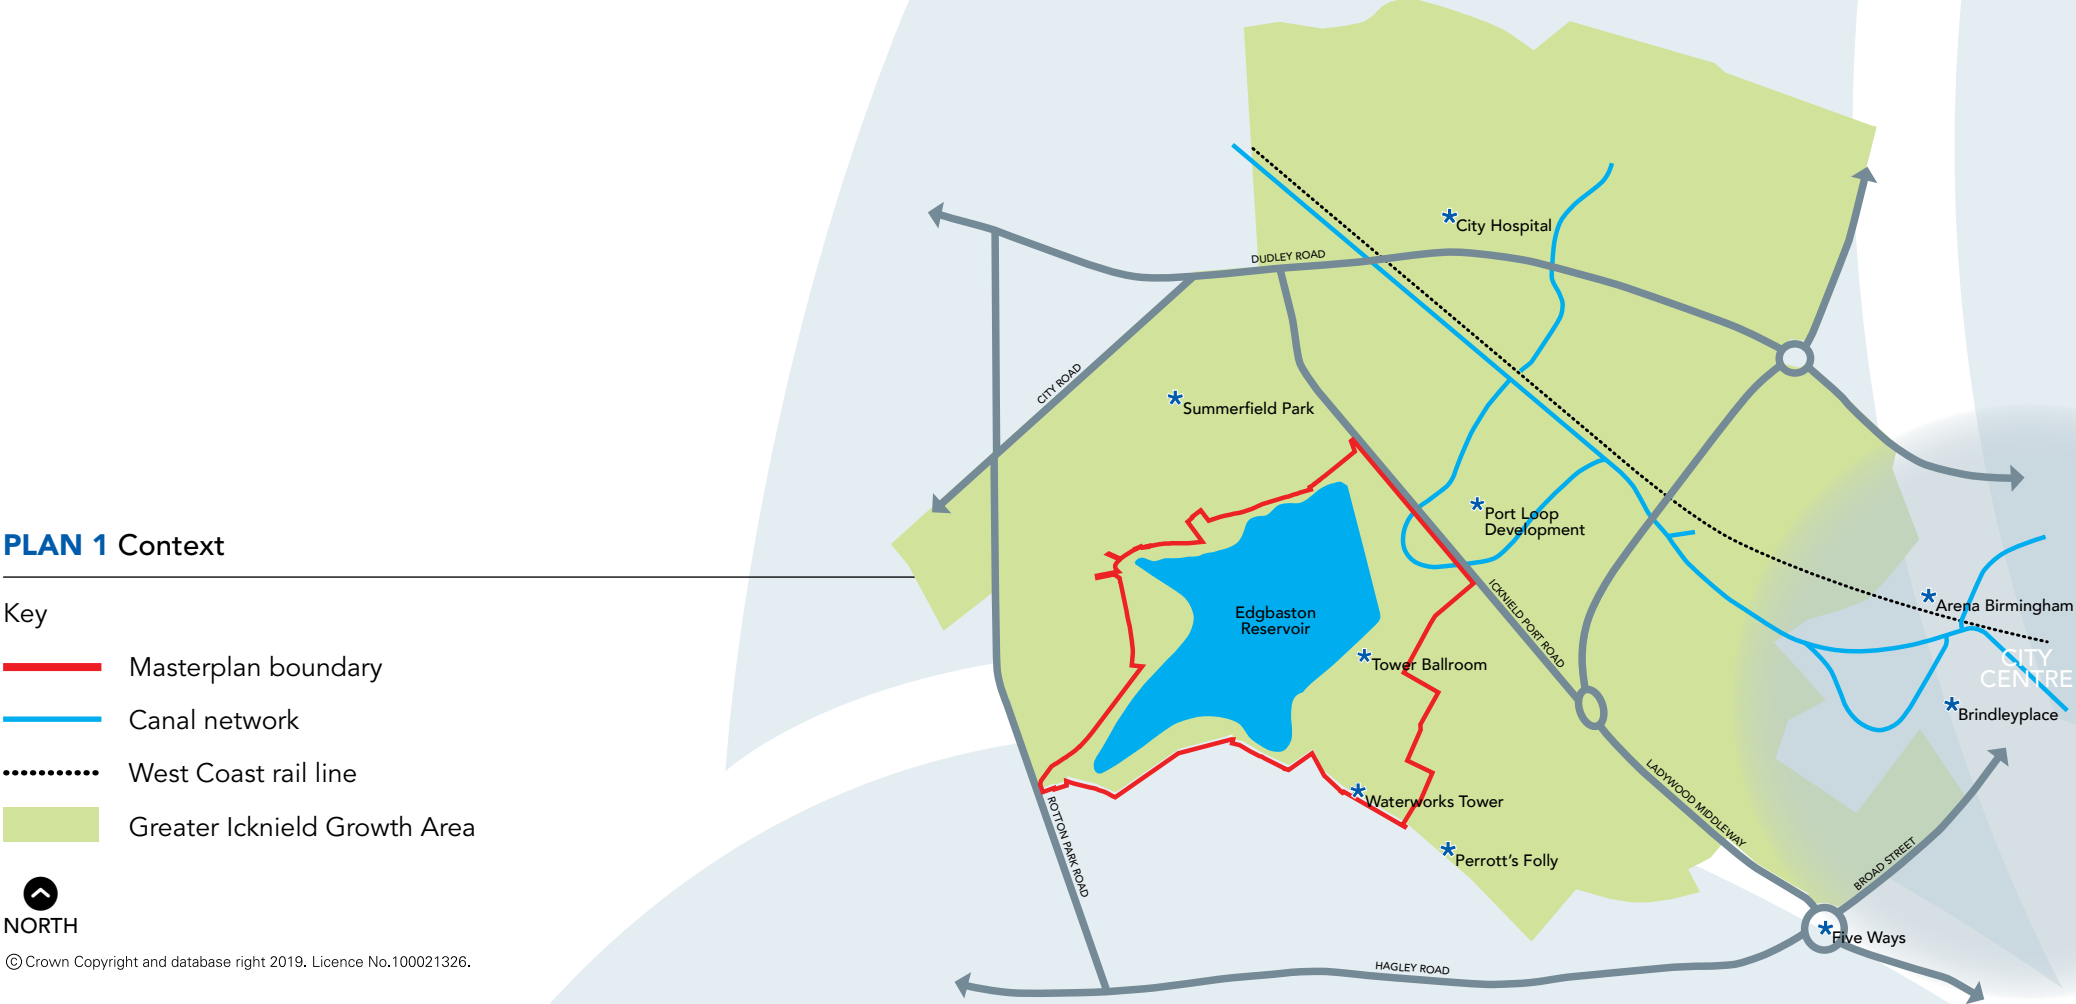 PLAN 1 Context
Key
Masterplan boundary
Canal network
West Coast rail line
Greater Icknield Growth Area
NORTH
© Crown Copyright and database right 2019. Licence No.100021326.
City Hospital
DUDLEY ROAD
CITY ROAD
Summerfield Park
Port Loop
Development
Edgbaston
Reservoir
ICKNIELD PORT ROAD
Arena Birmingham
Tower Ballroom
CITY
CENTRE
Brindleyplace
LADYWOOD MIDDLEWAY
Waterworks Tower
ROTTON PARK ROAD
Perrott's Folly
BROAD STREET
Five Ways
HAGLEY ROAD